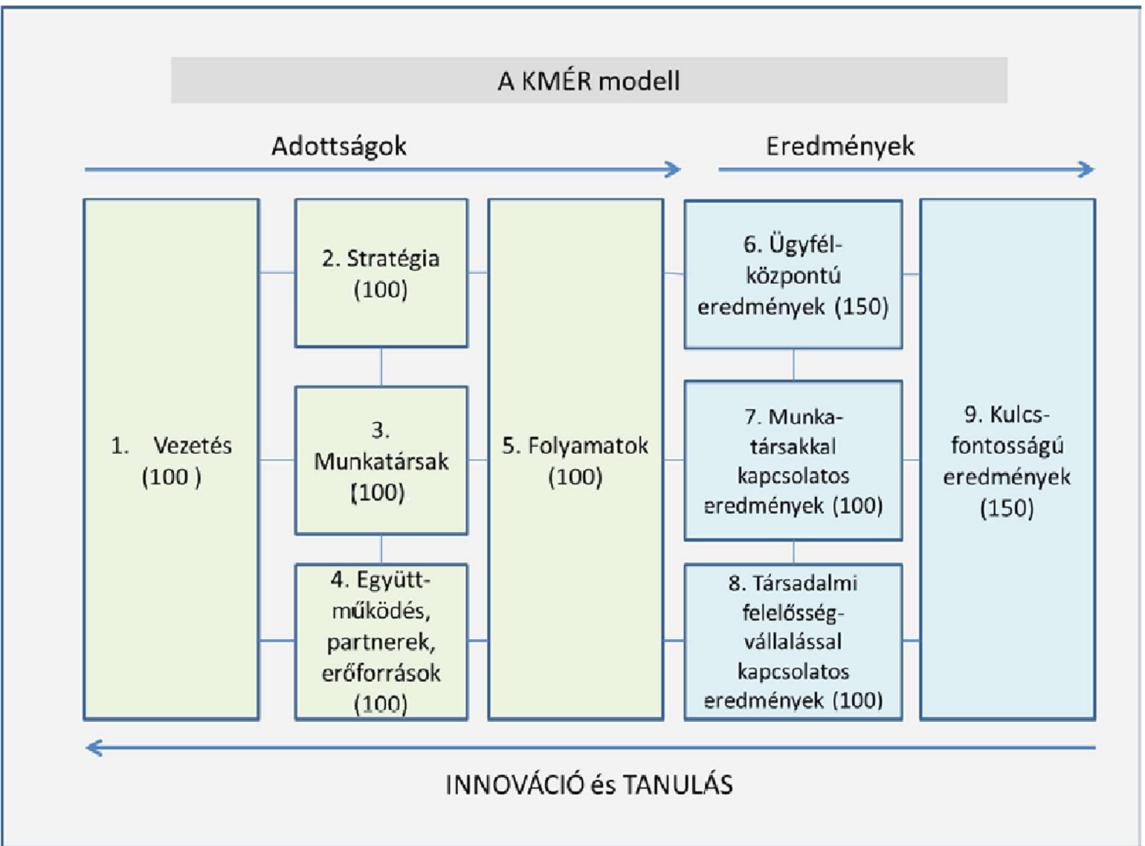 A KMÉR modell
Adottságok
Eredmények
1. Vezetés
(100 )
2. Stratégia
(100)
3.
Munkatársak
(100)
4. Együtt-
működés,
partnerek,
erőforrások
(100)
5. Folyamatok
(100)
6. Ügyfél-
központú
eredmények (150)
7. Munka-
társakkal
kapcsolatos
eredmények (100)
8. Társadalmi
felelősség-
vállalással
kapcsolatos
eredmények (100)
9. Kulcs-
fontosságú
eredmények
(150)
INNOVÁCIÓ és TANULÁS